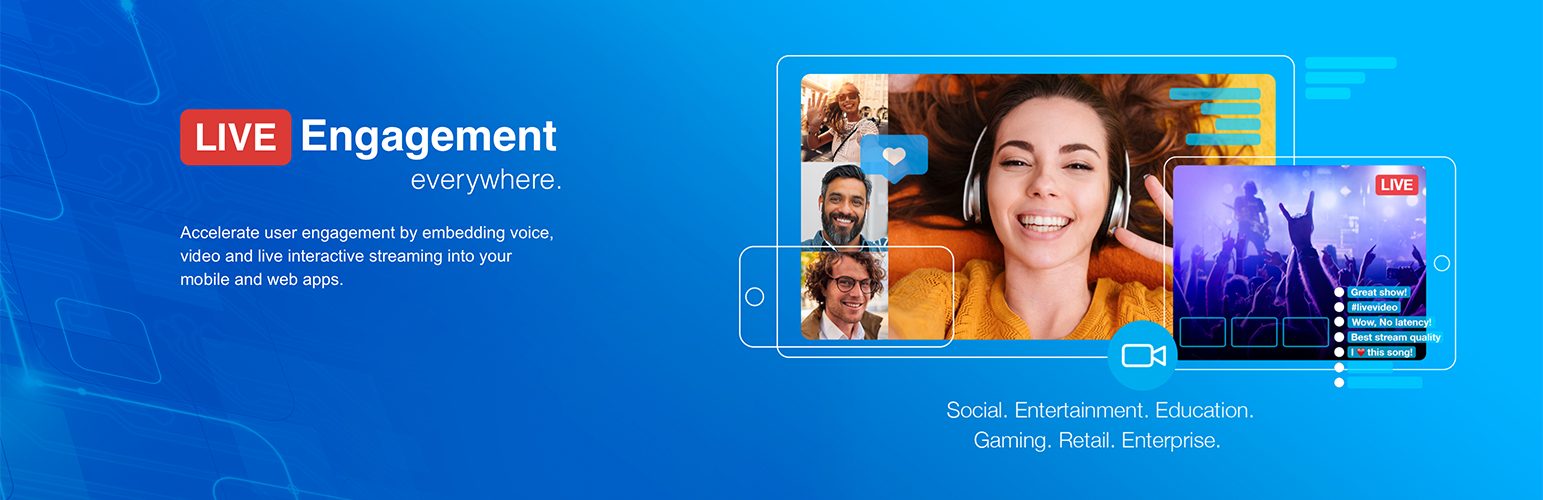 LIVE Engagement
everywhere.
Accelerate user engagement by embedding voice,
video and live interactive streaming into your
mobile and web apps.
LIVE
Great show!
#livevideo
Wow, No latency!
Best stream quality
I ❤ this song!
Social. Entertainment. Education.
Gaming. Retail. Enterprise.